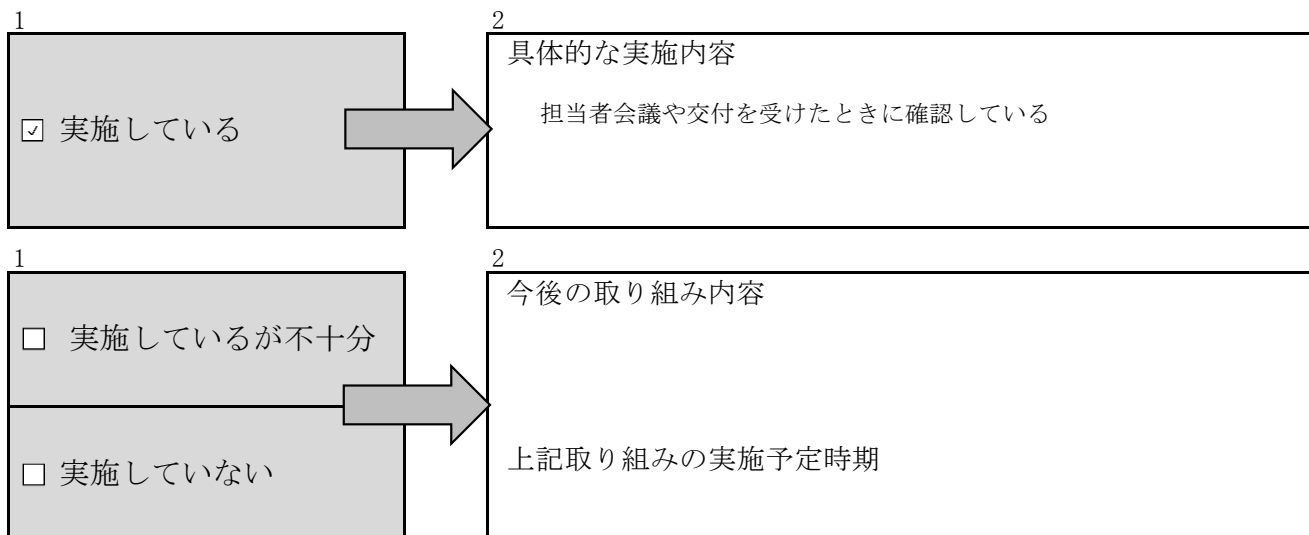 1
2
☑ 実施している
具体的な実施内容
担当者会議や交付を受けたときに確認している
1
2
☐ 実施しているが不十分
☐ 実施していない
今後の取り組み内容
上記取り組みの実施予定時期